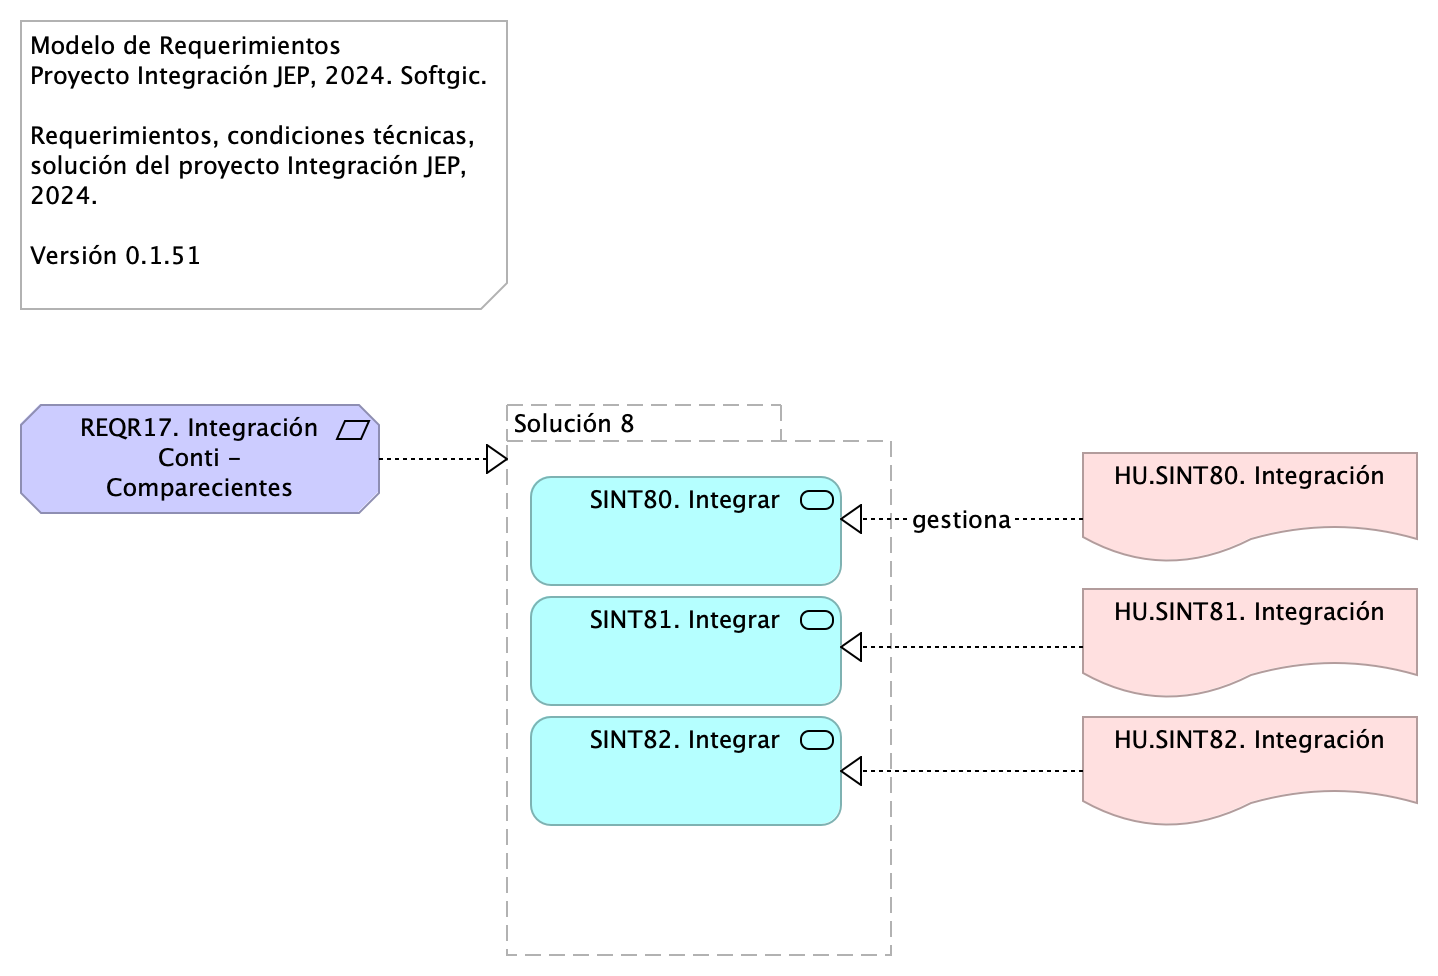 Modelo de Requerimientos
Proyecto Integración JEP, 2024. Softgic.
Requerimientos, condiciones técnicas,
solución del proyecto Integración JEP,
2024.
Versión 0.1.51
REQR17. Integración
Conti –
Comparecientes
Solución 8
SINT80. Integrar
gestiona
HU.SINT80. Integración
SINT81. Integrar
HU.SINT81. Integración
SINT82. Integrar
HU.SINT82. Integración